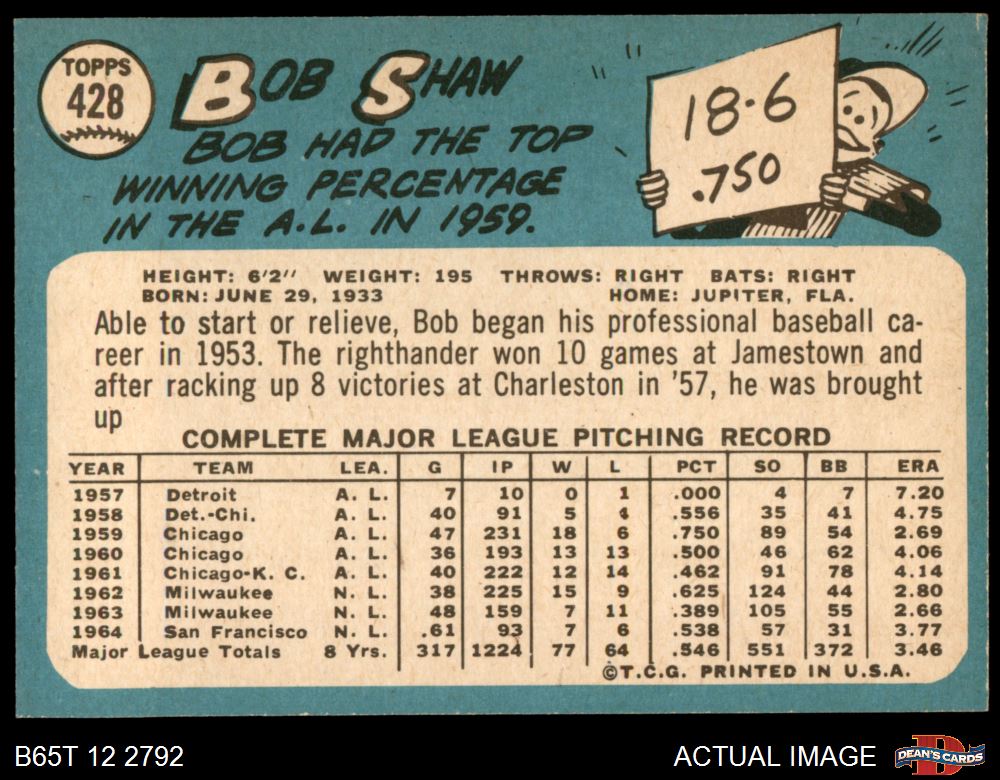 TOPPS
428
BOB SHAW
BOB HAD THE TOP
WINNING PERCENTAGE
IN THE A.L. IN 1959.
18-6
.750
HEIGHT: 6'2" WEIGHT: 195 THROWS: RIGHT BATS: RIGHT
BORN: JUNE 29, 1933 HOME: JUPITER, FLA.
Able to start or relieve, Bob began his professional baseball ca-
reer in 1953. The righthander won 10 games at Jamestown and
after racking up 8 victories at Charleston in '57, he was brought
up
COMPLETE MAJOR LEAGUE PITCHING RECORD
YEAR TEAM LEA. G IP W L PCT SO BB ERA
1957 Detroit A. L. 7 10 0 1 .000 4 7 7.20
1958 Det.-Chi. A. L. 40 91 5 4 .556 35 41 4.75
1959 Chicago A. L. 47 231 18 6 .750 89 54 2.69
1960 Chicago A. L. 36 193 13 13 .500 46 62 4.06
1961 Chicago-K. C. A. L. 40 222 12 14 .462 91 78 4.14
1962 Milwaukee N. L. 38 225 15 9 .625 124 44 2.80
1963 Milwaukee N. L. 48 159 7 11 .389 105 55 2.66
1964 San Francisco N. L. .61 93 7 6 .538 57 31 3.77
Major League Totals 8 Yrs. 317 1224 77 64 .546 551 372 3.46
©T.C.G. PRINTED IN U.S.A.
B65T 12 2792 ACTUAL IMAGE
D
DEAN'S CARDS